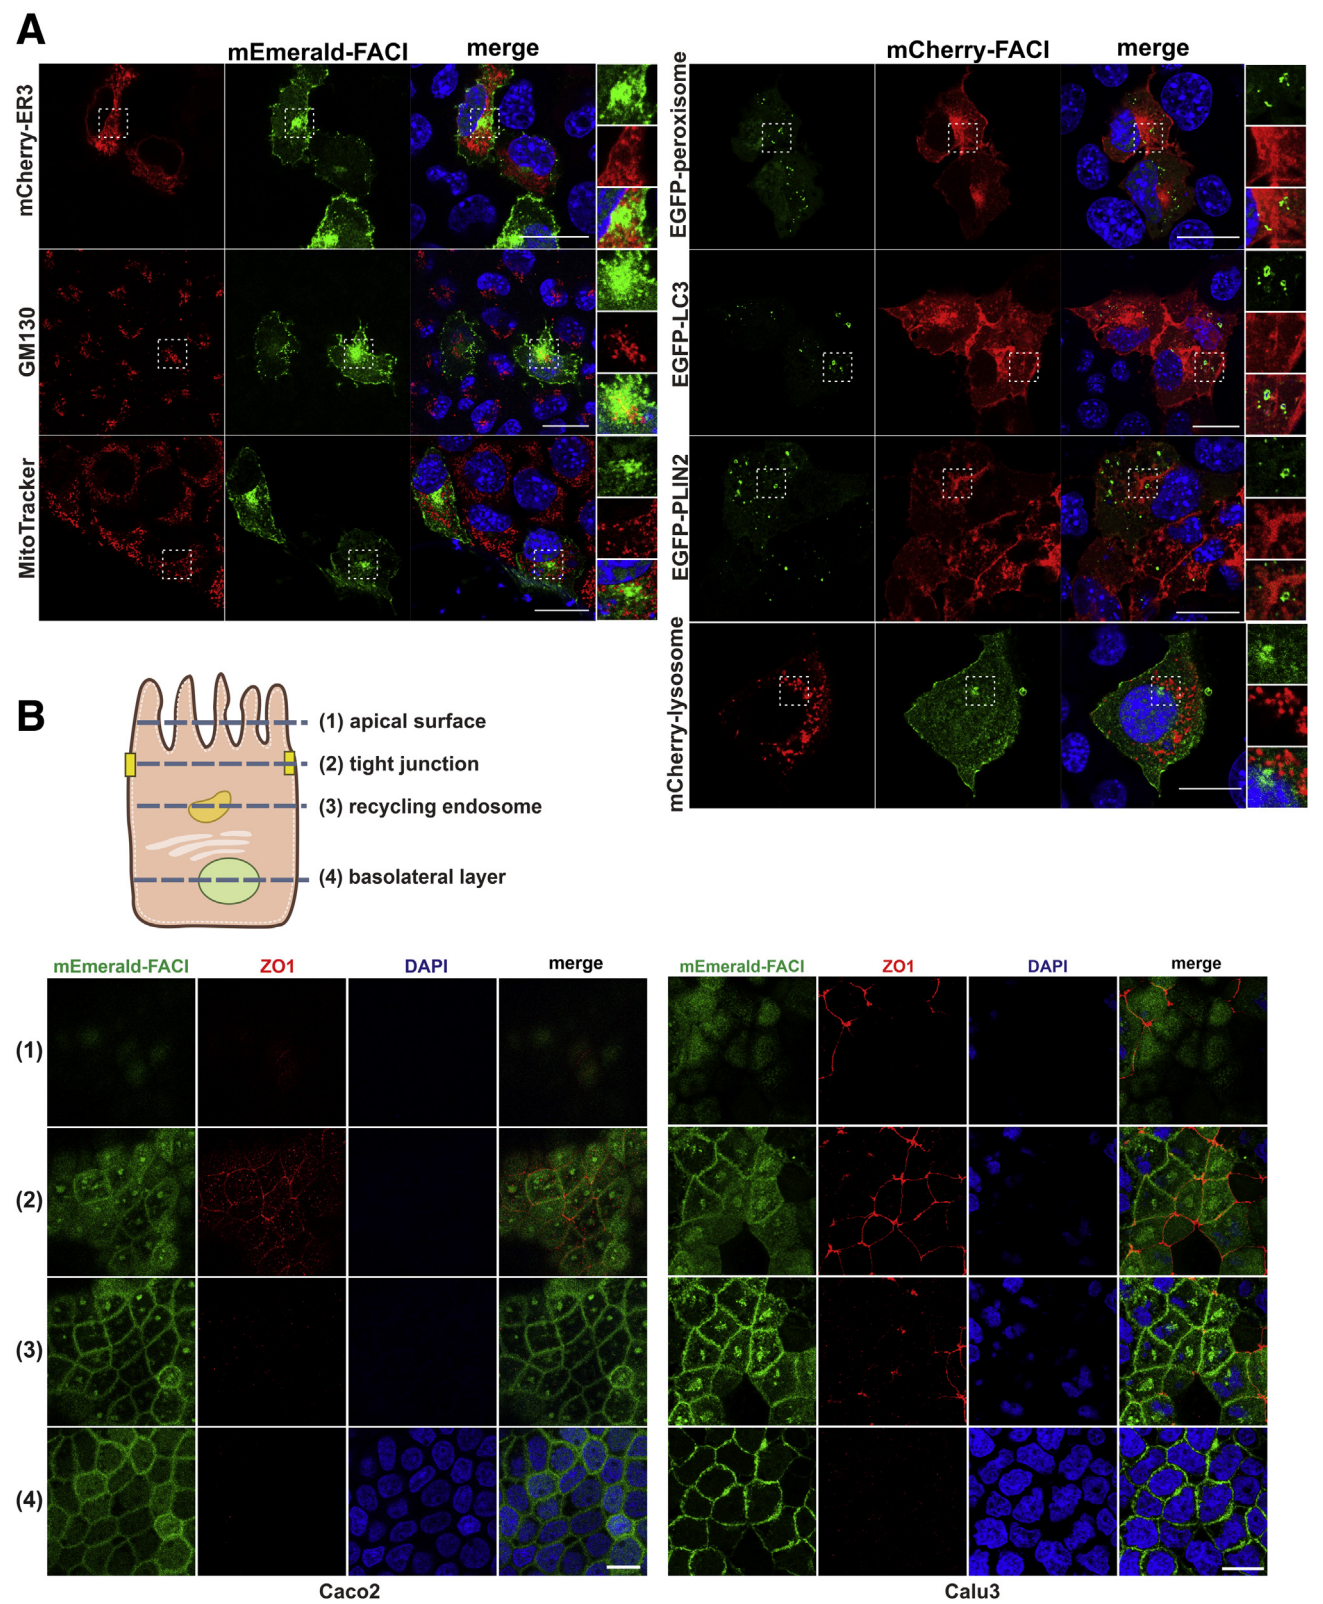 A
mEmerald-FACI
merge
mCherry-ER3
GM130
MitoTracker
mCherry-FACI
merge
EGFP-peroxisome
EGFP-LC3
EGFP-PLIN2
mCherry-lysosome
B
(1) apical surface
(2) tight junction
(3) recycling endosome
(4) basolateral layer
mEmerald-FACI
ZO1
DAPI
merge
mEmerald-FACI
ZO1
DAPI
merge
(1)
(2)
(3)
(4)
Caco2
Calu3